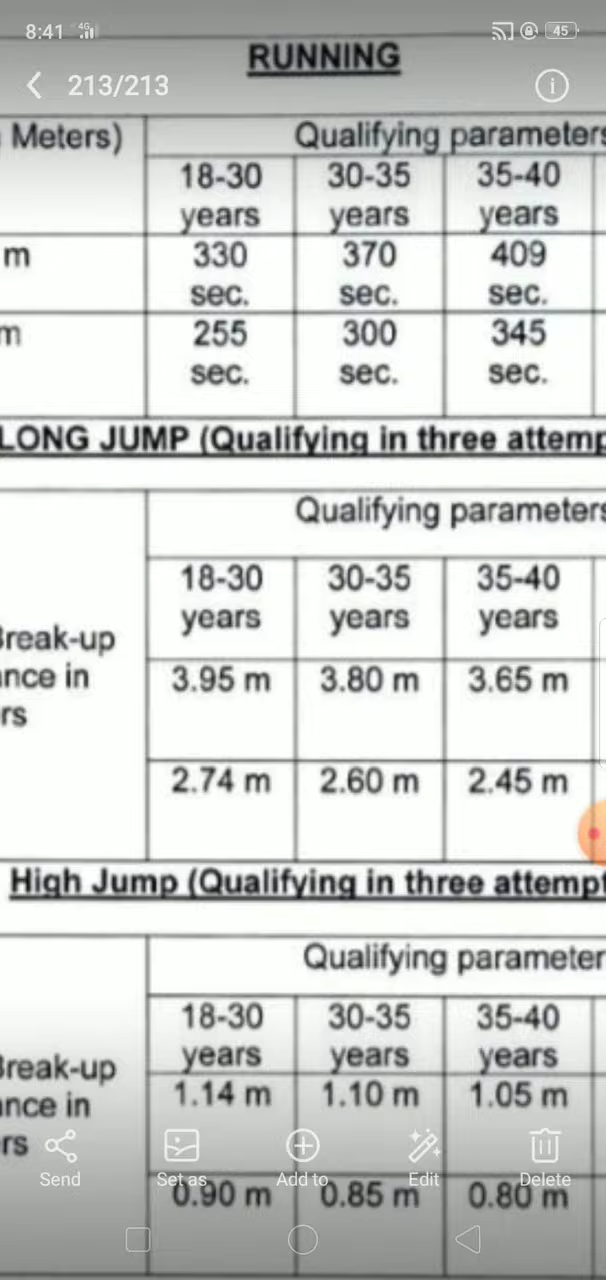 8:41 4G 45
RUNNING
213/213
Meters) Qualifying parameters
18-30 30-35 35-40
years years years
m 330 370 409
sec. sec. sec.
m 255 300 345
sec. sec. sec.
LONG JUMP (Qualifying in three attemp
Qualifying parameters
18-30 30-35 35-40
years years years
Break-up
ance in 3.95 m 3.80 m 3.65 m
rs
2.74 m 2.60 m 2.45 m
High Jump (Qualifying in three attempt
Qualifying parameter
18-30 30-35 35-40
Break-up years years years
ance in 1.14 m 1.10 m 1.05 m
rs
Send Set as Add to Edit Delete
0.90 m 0.85 m 0.80 m